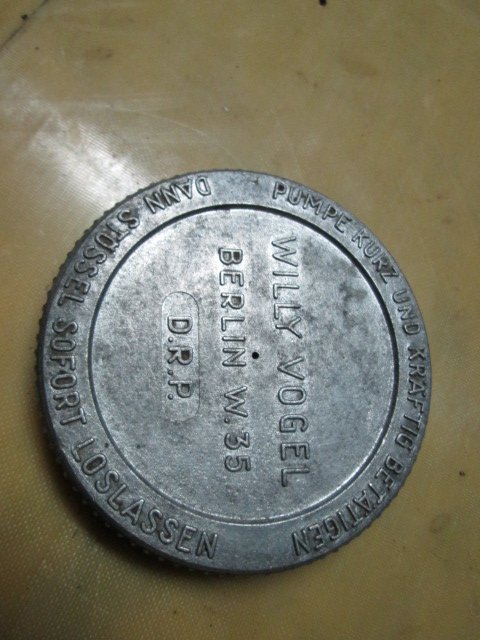 PUMPE KURZ UND KRÄFTIG BETÄTIGEN
DANN STÖSSEL SOFORT LOSLASSEN
WILLY VOGEL
BERLIN W.35
D.R.P.